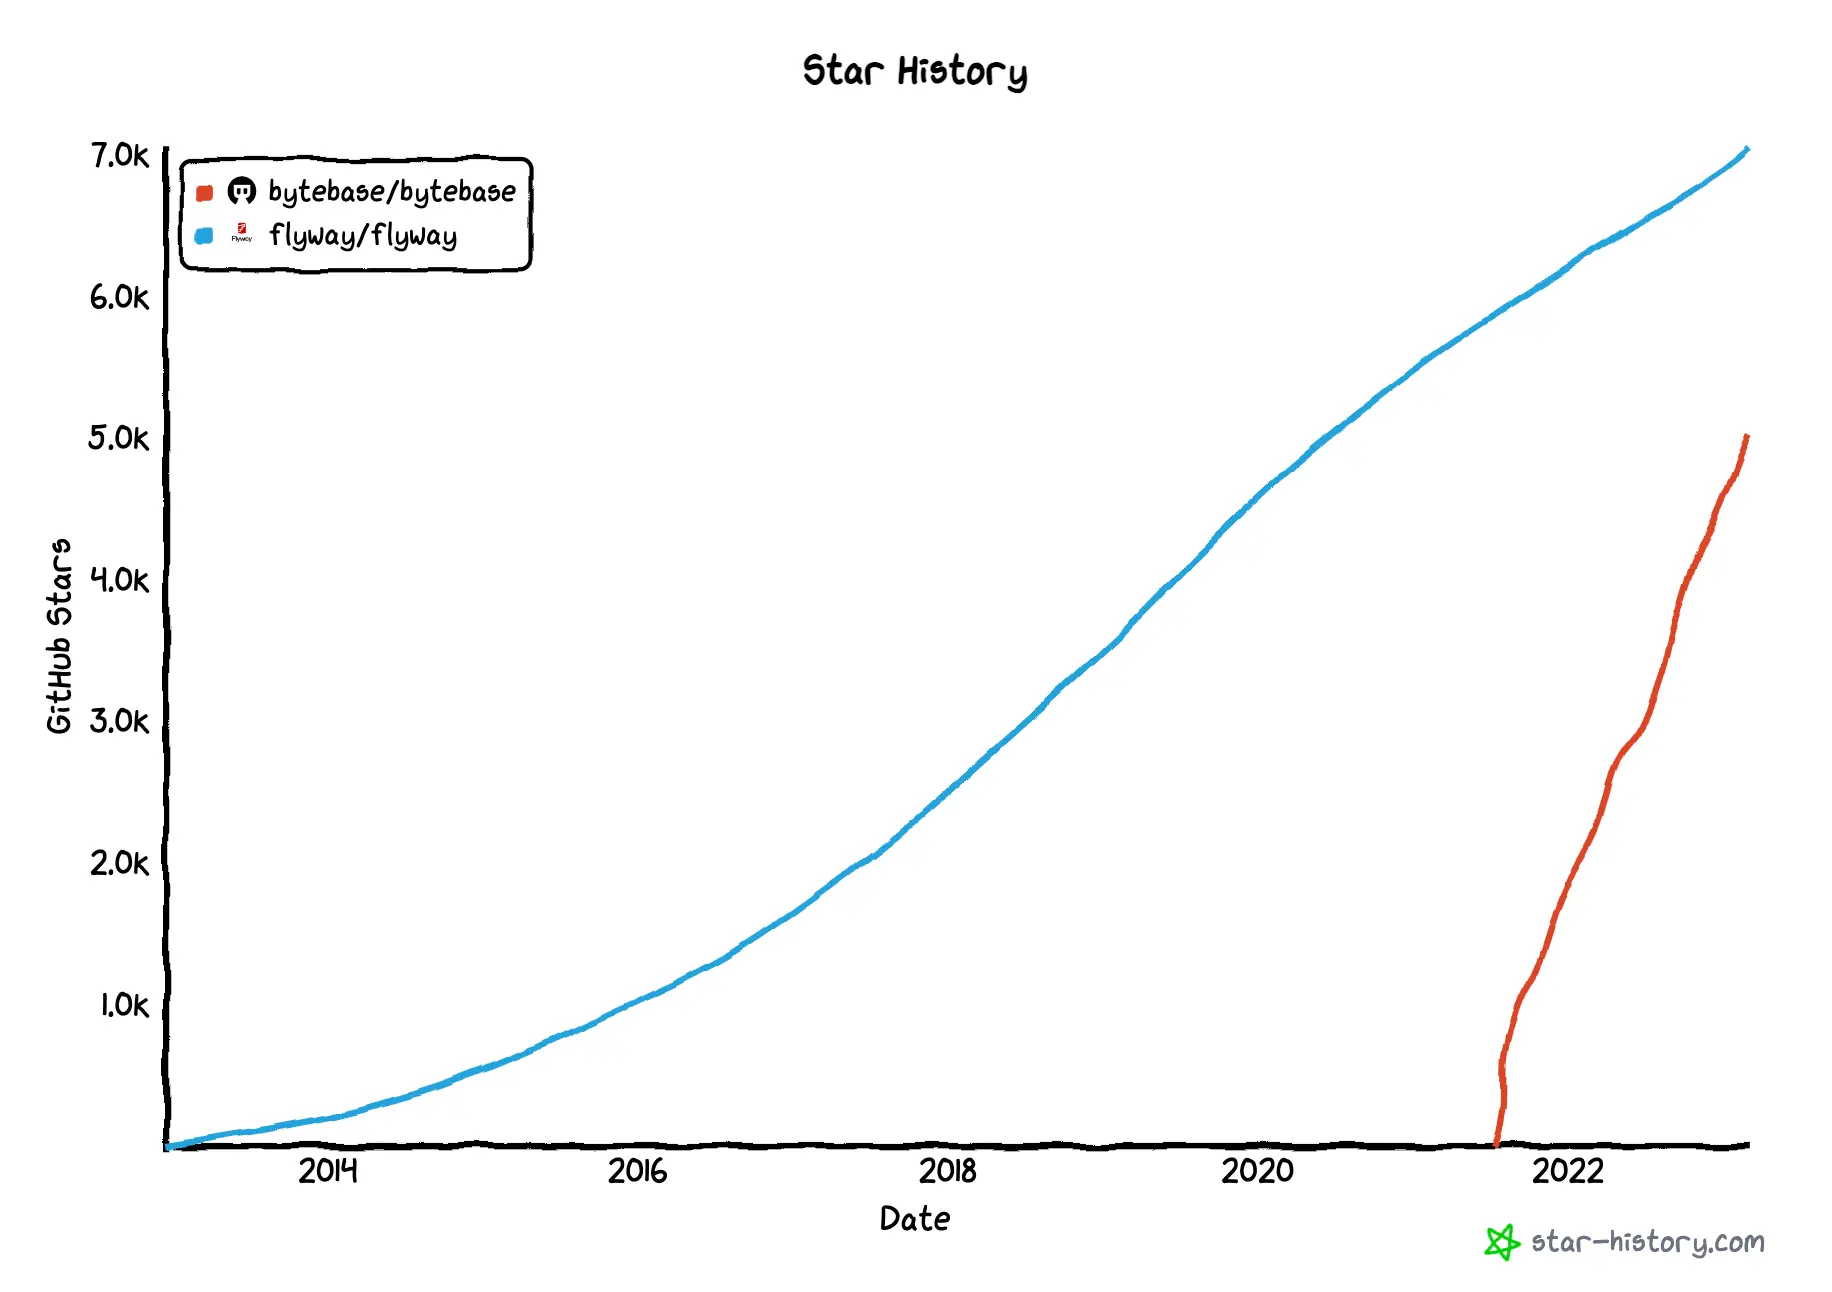 Star History
7.0k
bytebase/bytebase
Flyway flyway/flyway
6.0k
5.0k
4.0k
3.0k
2.0k
1.0k
GitHub Stars
2014 2016 2018 2020 2022
Date
star-history.com